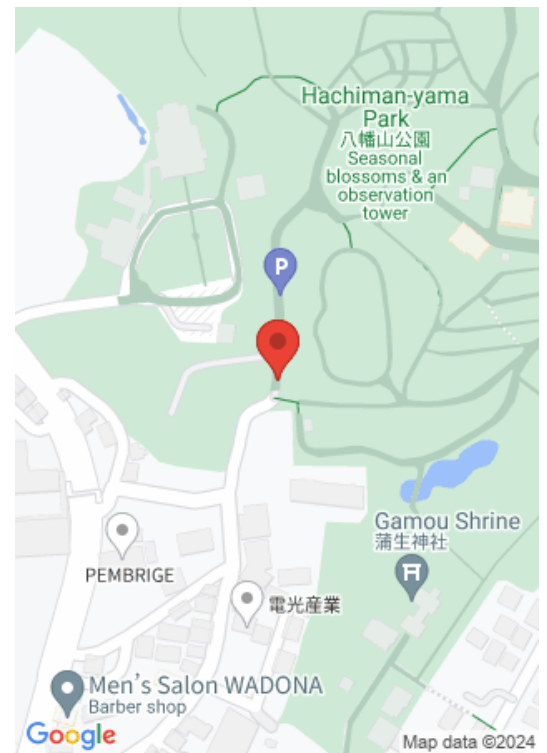 Hachiman-yama
Park
八幡山公園
Seasonal
blossoms & an
observation
tower
P
Gamou Shrine
蒲生神社
PEMBRIGE
電光産業
Men's Salon WADONA
Barber shop
Google
Map data ©2024